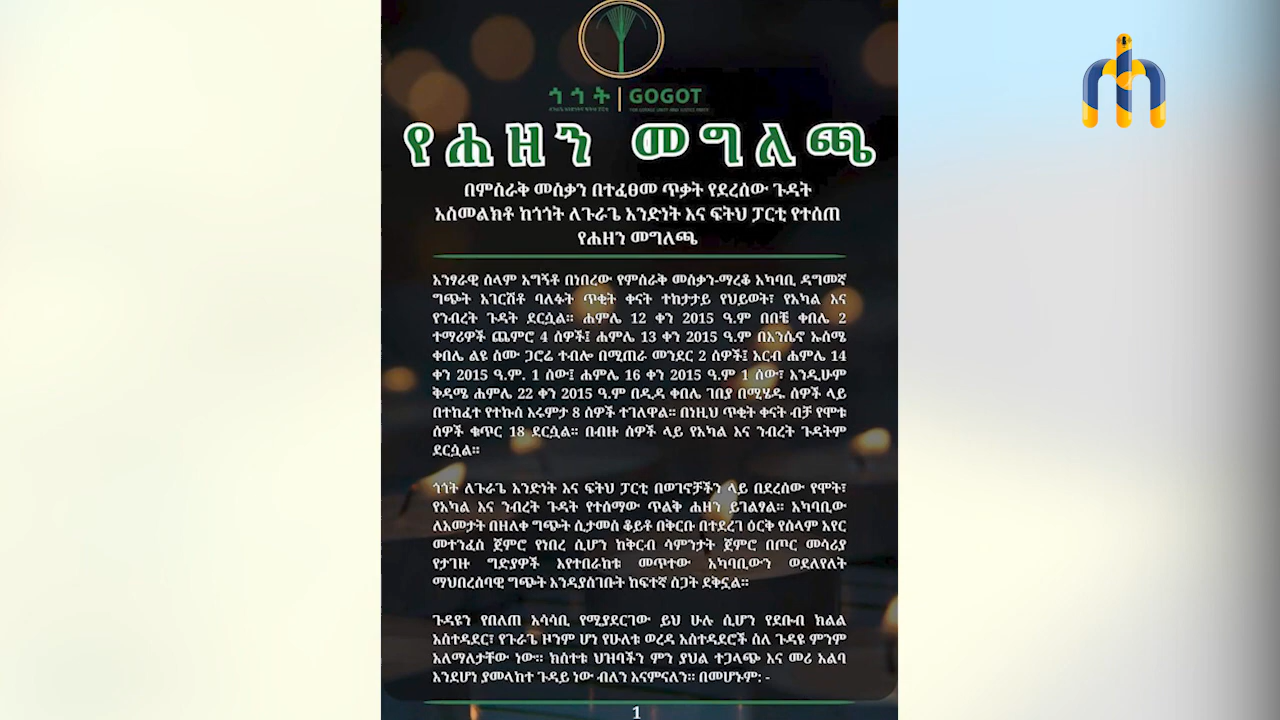 ጎጎት | GOGOT
የሐዘን መግለጫ
በምስራቅ መስቃን በተፈፀመ ጥቃት የደረሰው ጉዳት
አስመልክቶ ከጎጎት ለጉራጌ አንድነት እና ፍትህ ፓርቲ የተሰጠ
የሐዘን መግለጫ
አንፃራዊ ሰላም አግኝቶ በነበረው የምስራቅ መስቃን-ማረቆ አካባቢ ዳግመኛ
ግጭት አገርሽቶ ባለፉት ጥቂት ቀናት ተከታታይ የህይወት፣ የአካል እና
የንብረት ጉዳት ደርሷል። ሐምሌ 12 ቀን 2015 ዓ.ም በበቼ ቀበሌ 2
ተማሪዎች ጨምሮ 4 ሰዎች፤ ሐምሌ 13 ቀን 2015 ዓ.ም በእንሴኖ ኡስሜ
ቀበሌ ልዩ ስሙ ጋሮሬ ተብሎ በሚጠራ መንደር 2 ሰዎች፤ አርብ ሐምሌ 14
ቀን 2015 ዓ.ም. 1 ሰው፤ ሐምሌ 16 ቀን 2015 ዓ.ም 1 ሰው፣ እንዲሁም
ቅዳሜ ሐምሌ 22 ቀን 2015 ዓ.ም በዲዳ ቀበሌ ገበያ በሚሄዱ ሰዎች ላይ
በተከፈተ የተኩስ እሩምታ 8 ሰዎች ተገለዋል። በነዚህ ጥቂት ቀናት ብቻ የሞቱ
ሰዎች ቁጥር 18 ደርሷል። በብዙ ሰዎች ላይ የአካል እና ንብረት ጉዳትም
ደርሷል።
ጎጎት ለጉራጌ አንድነት እና ፍትህ ፓርቲ በወገኖቻችን ላይ በደረሰው የሞት፣
የአካል እና ንብረት ጉዳት የተሰማው ጥልቅ ሐዘን ይገልፃል። አካባቢው
ለአመታት በዘለቀ ግጭት ሲታመስ ቆይቶ በቅርቡ በተደረገ ዕርቅ የሰላም አየር
መተንፈስ ጀምሮ የነበረ ሲሆን ከቅርብ ሳምንታት ጀምሮ በጦር መሳሪያ
የታገዙ ግድያዎች እየተበራከቱ መጥተው አካባቢውን ወደለየለት
ማህበረሰባዊ ግጭት እንዳያስገቡት ከፍተኛ ስጋት ደቅኗል።
ጉዳዩን የበለጠ አሳሳቢ የሚያደርገው ይህ ሁሉ ሲሆን የደቡብ ክልል
አስተዳደር፣ የጉራጌ ዞንም ሆነ የሁለቱ ወረዳ አስተዳደሮች ስለ ጉዳዩ ምንም
አለማለታቸው ነው። ክስተቱ ህዝባችን ምን ያህል ተጋላጭ እና መሪ አልባ
እንደሆነ ያመላከተ ጉዳይ ነው ብለን እናምናለን። በመሆኑም: -
1